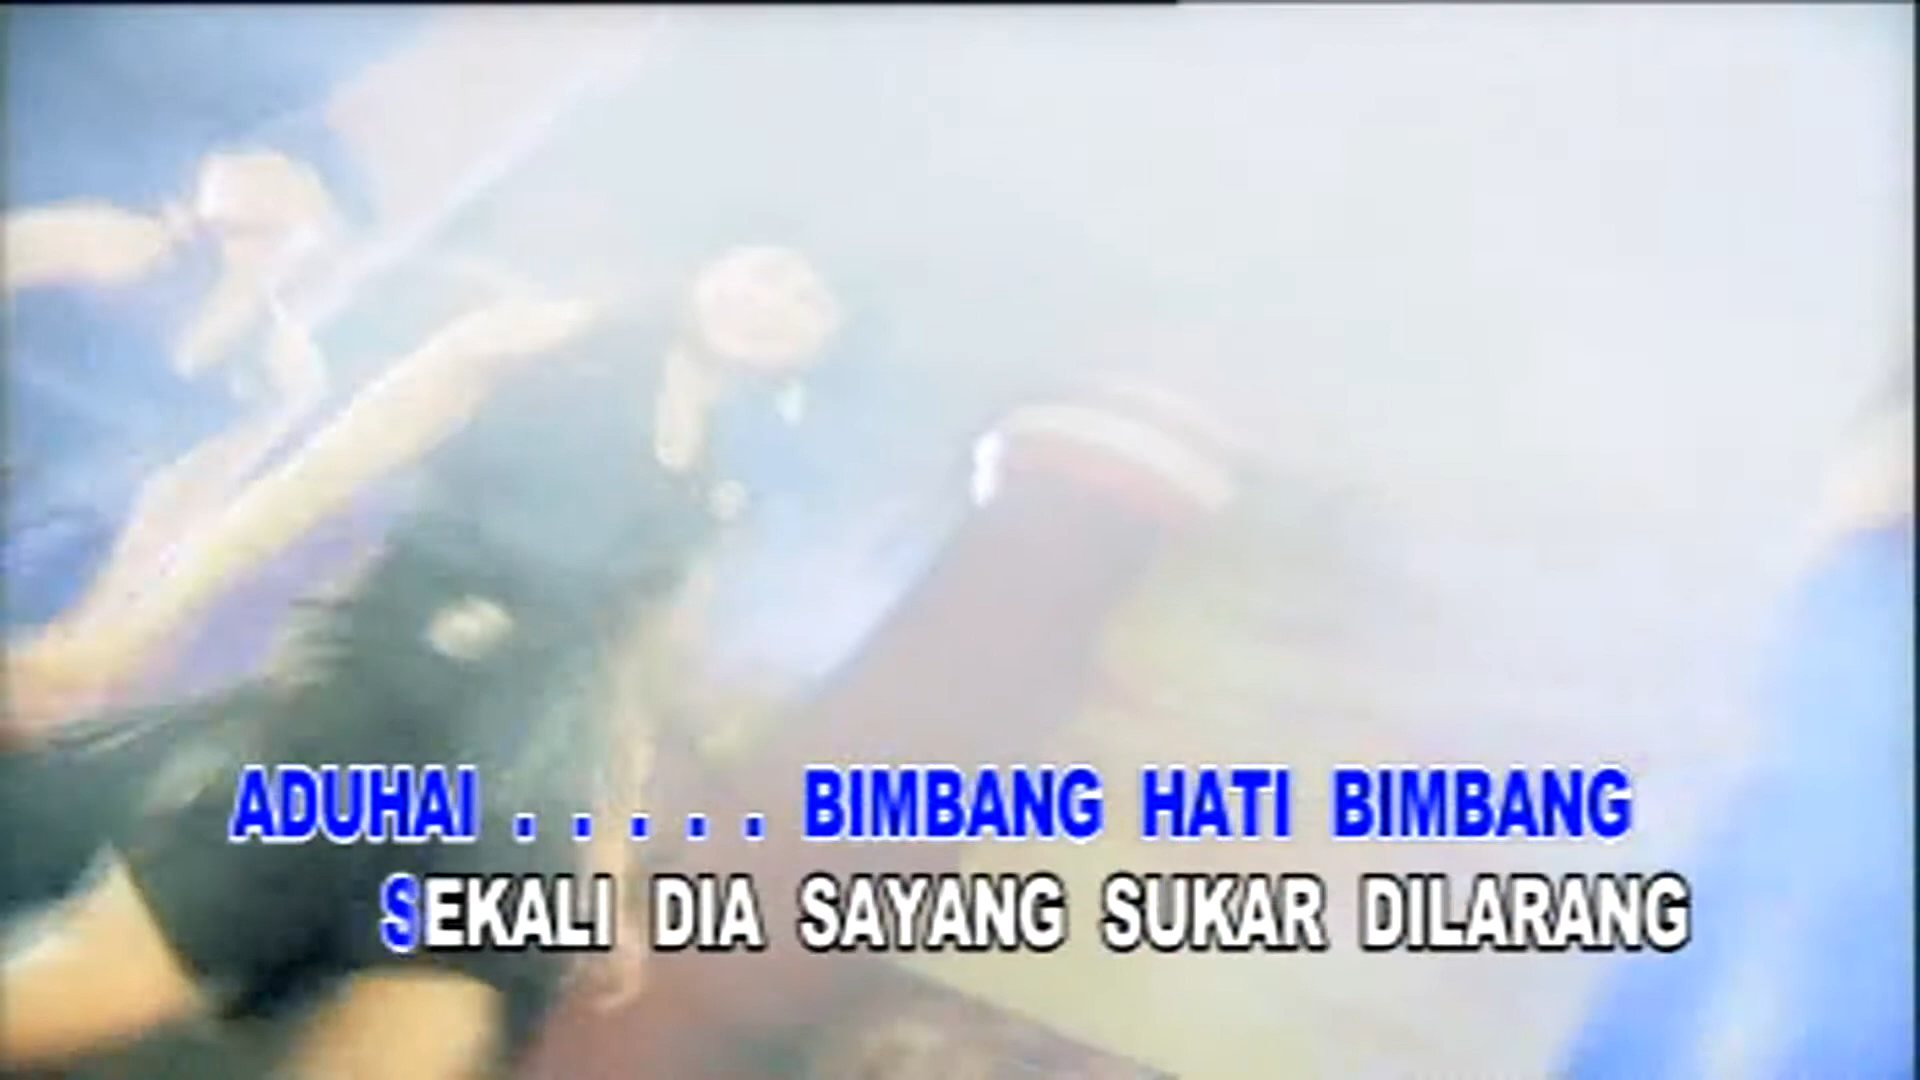 ADUHAI ..... BIMBANG HATI BIMBANG
SEKALI DIA SAYANG SUKAR DILARANG